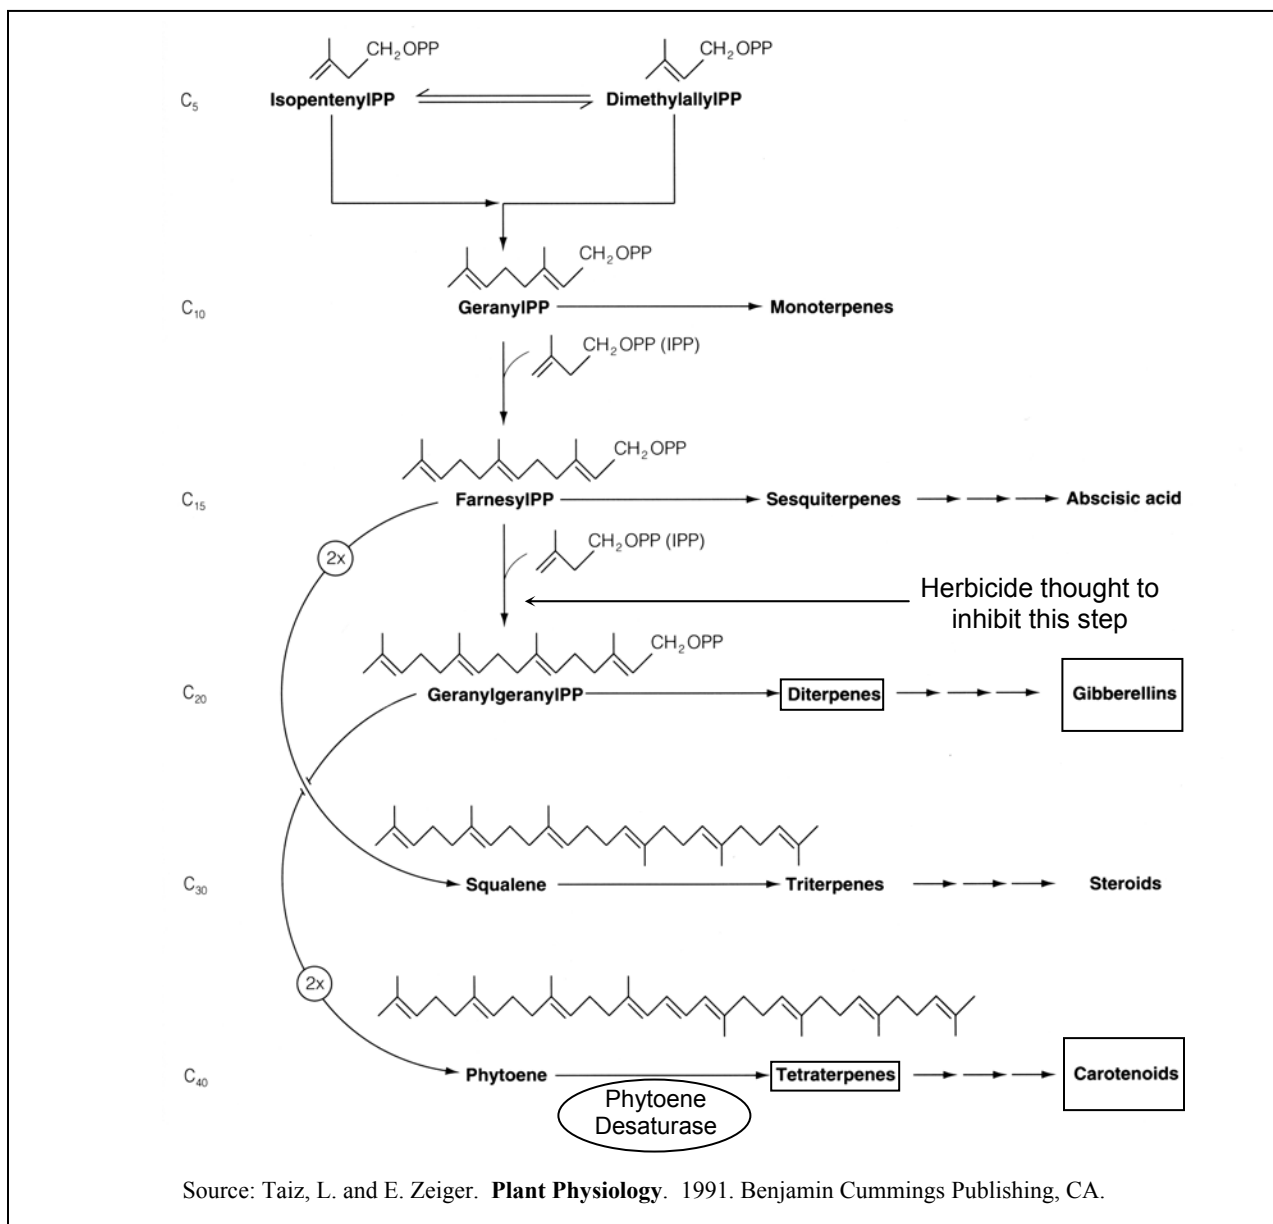 CH₂OPP
CH₂OPP
C₅
IsopentenylPP
DimethylallylPP
CH₂OPP
C₁₀
GeranylPP
Monoterpenes
CH₂OPP (IPP)
CH₂OPP
C₁₅
FarnesylPP
Sesquiterpenes
Abscisic acid
2x
CH₂OPP (IPP)
Herbicide thought to
inhibit this step
CH₂OPP
C₂₀
GeranylgeranylPP
Diterpenes
Gibberellins
C₃₀
Squalene
Triterpenes
Steroids
2x
C₄₀
Phytoene
Tetraterpenes
Carotenoids
Phytoene
Desaturase
Source: Taiz, L. and E. Zeiger. Plant Physiology. 1991. Benjamin Cummings Publishing, CA.